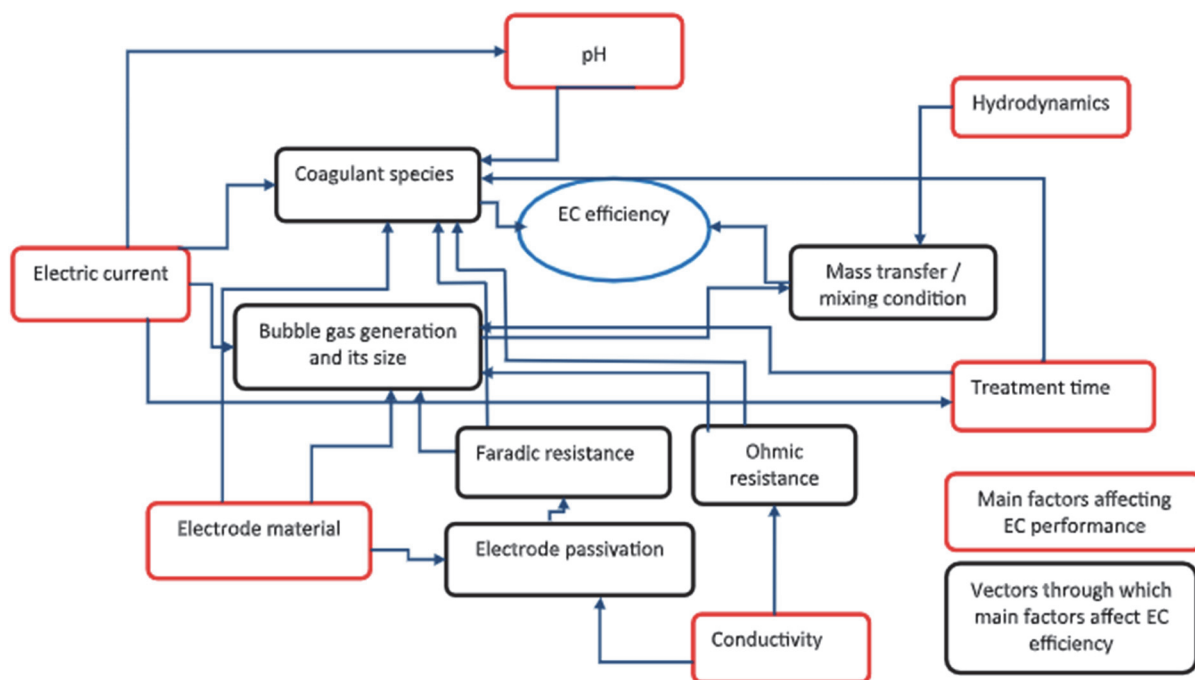 pH
Hydrodynamics
Coagulant species
EC efficiency
Electric current
Mass transfer /
mixing condition
Bubble gas generation
and its size
Treatment time
Faradic resistance
Ohmic
resistance
Main factors affecting
EC performance
Electrode material
Electrode passivation
Vectors through which
main factors affect EC
efficiency
Conductivity